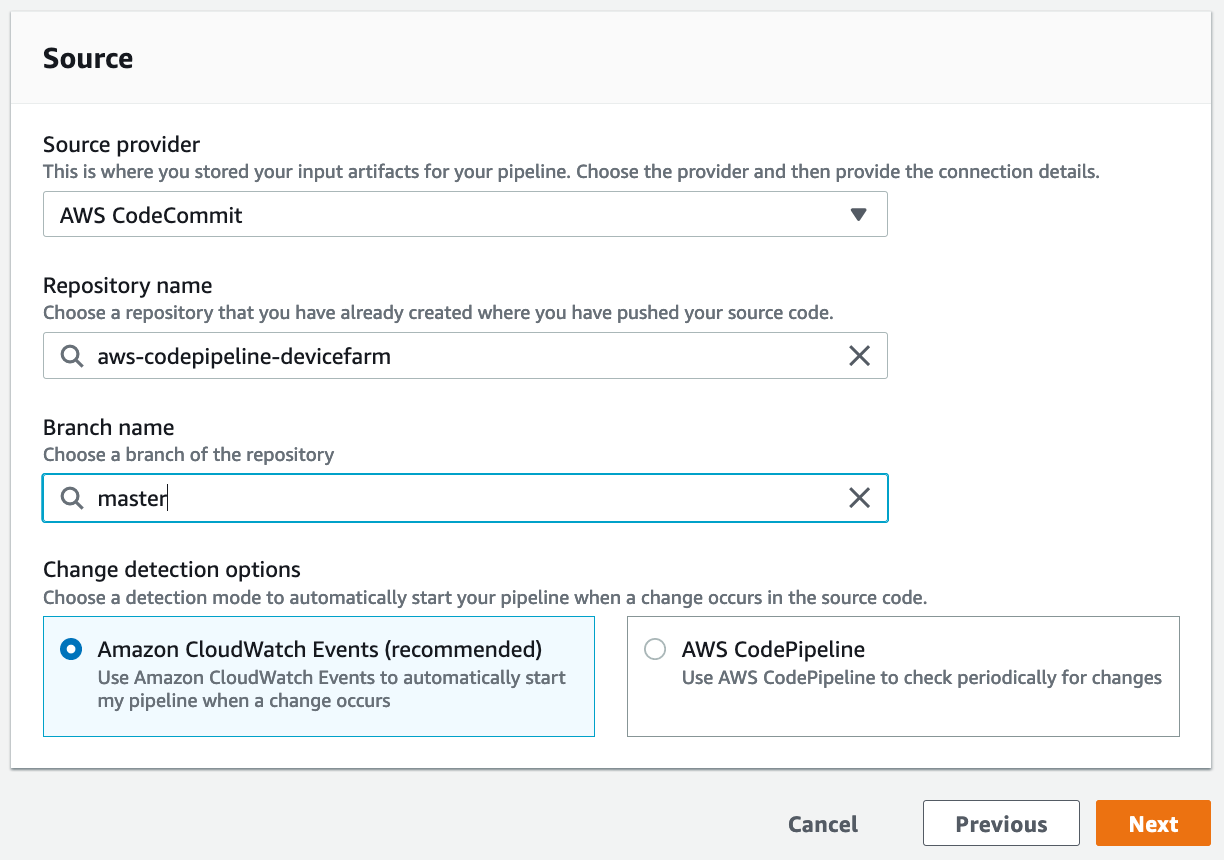 Source
Source provider
This is where you stored your input artifacts for your pipeline. Choose the provider and then provide the connection details.
AWS CodeCommit
Repository name
Choose a repository that you have already created where you have pushed your source code.
aws-codepipeline-devicefarm
Branch name
Choose a branch of the repository
master
Change detection options
Choose a detection mode to automatically start your pipeline when a change occurs in the source code.
Amazon CloudWatch Events (recommended)
Use Amazon CloudWatch Events to automatically start
my pipeline when a change occurs
AWS CodePipeline
Use AWS CodePipeline to check periodically for changes
Cancel
Previous
Next